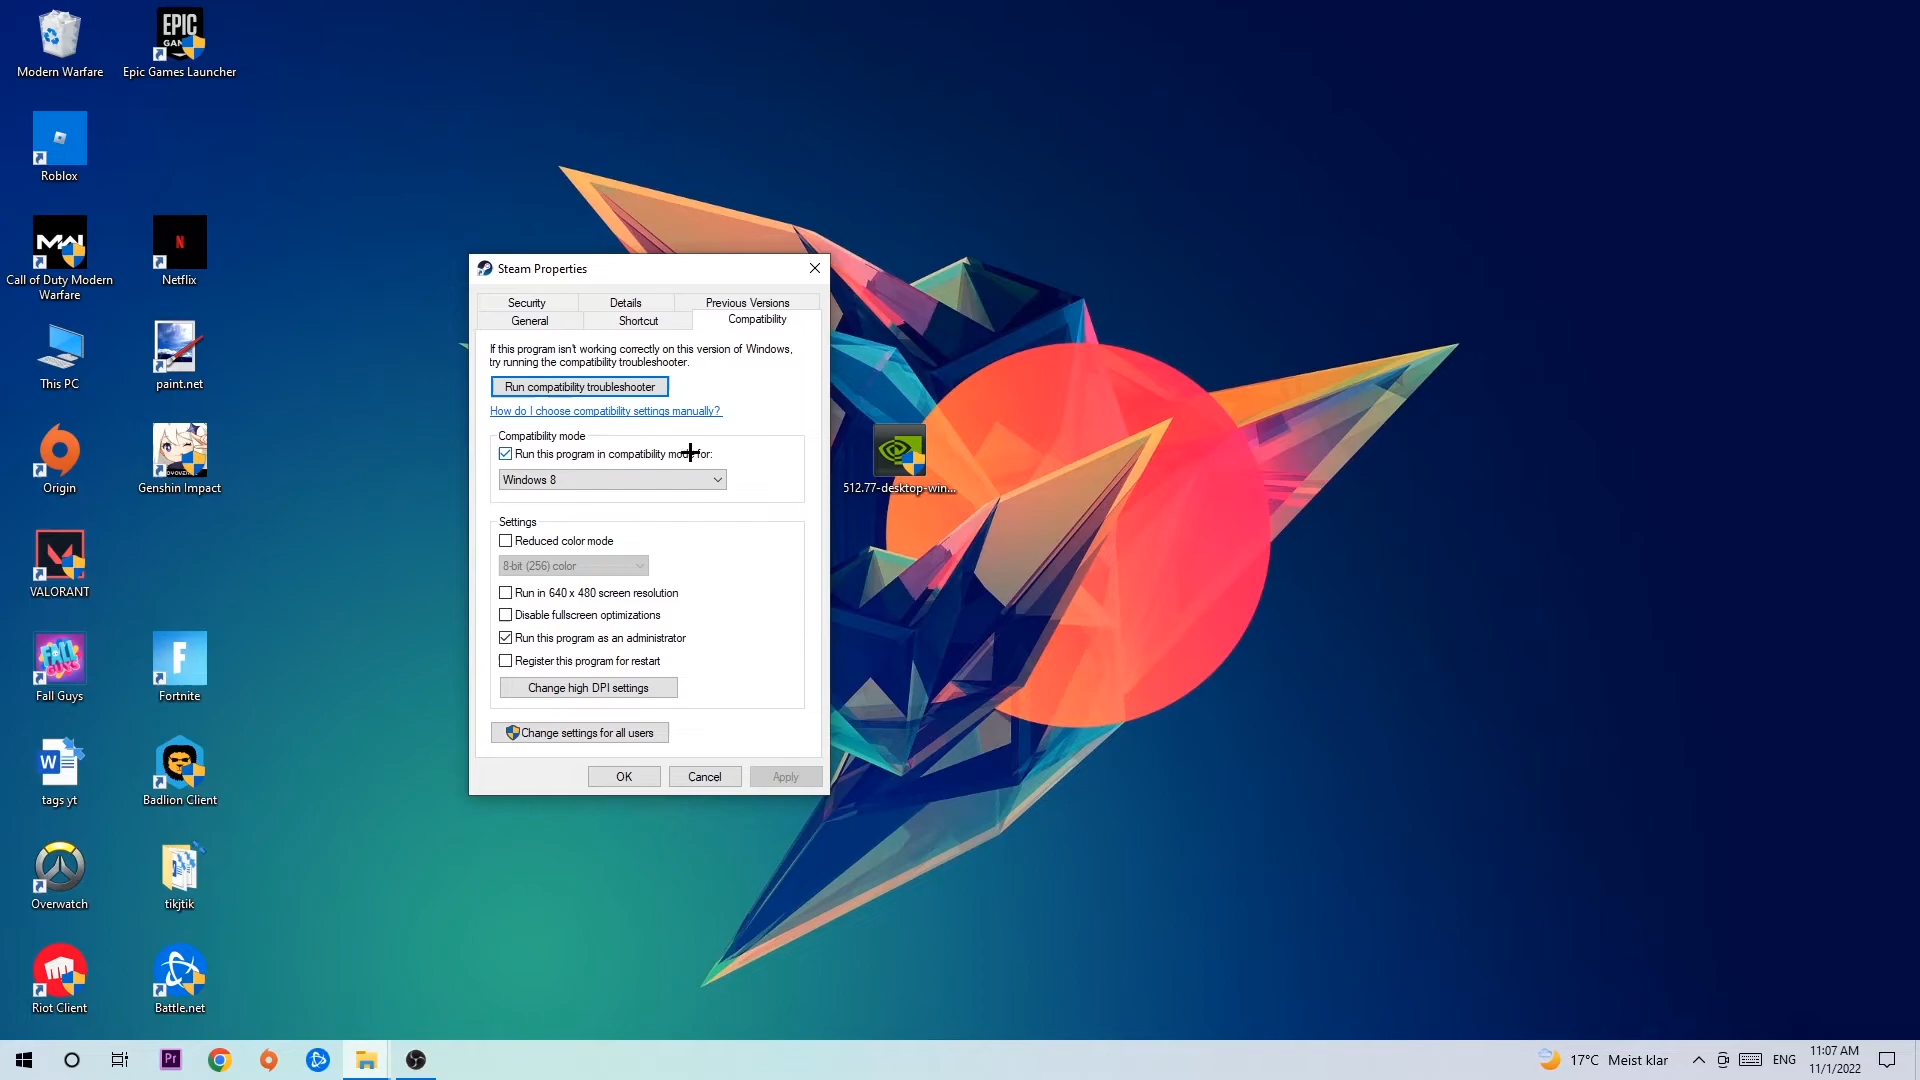 Modern Warfare
EPIC
GAMES
Epic Games Launcher
Roblox
MW
Call of Duty Modern
Warfare
N
Netflix
This PC
paint.net
Origin
Genshin Impact
VALORANT
FALL
GUYS
Fall Guys
F
Fortnite
W
tags yt
Badlion Client
Overwatch
tikjtik
Riot Client
Battle.net
Steam Properties
Security
Details
Previous Versions
General
Shortcut
Compatibility
If this program isn't working correctly on this version of Windows,
try running the compatibility troubleshooter.
Run compatibility troubleshooter
How do I choose compatibility settings manually?
Compatibility mode
Run this program in compatibility mode for:
Windows 8
Settings
Reduced color mode
8-bit (256) color
Run in 640 x 480 screen resolution
Disable fullscreen optimizations
Run this program as an administrator
Register this program for restart
Change high DPI settings
Change settings for all users
OK
Cancel
Apply
512.77-desktop-win...
Pr
17°C Meist klar
ENG
11:07 AM
11/1/2022